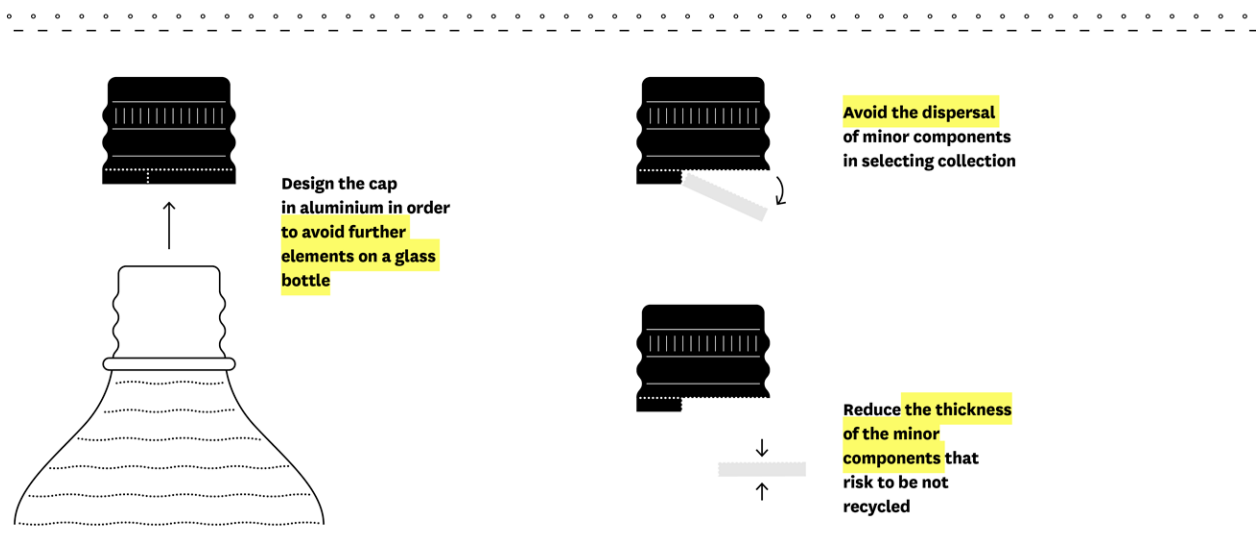 Design the cap
in aluminium in order
to avoid further
elements on a glass
bottle
Avoid the dispersal
of minor components
in selecting collection
Reduce the thickness
of the minor
components that
risk to be not
recycled